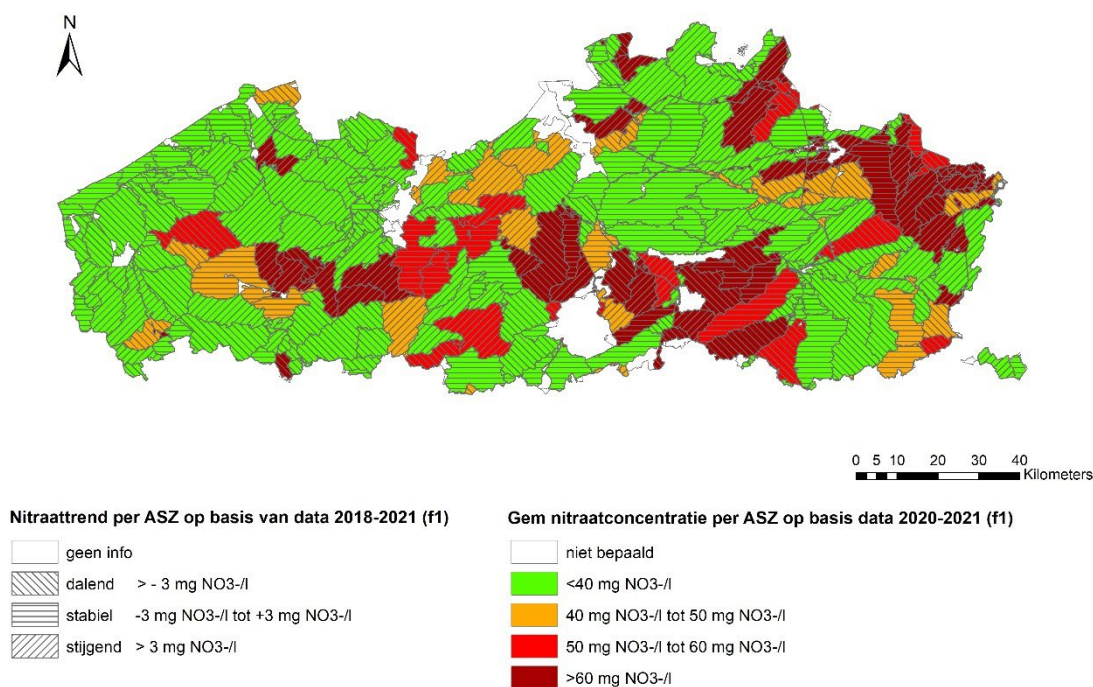 N
0 5 10 20 30 40
Kilometers
Nitraattrend per ASZ op basis van data 2018-2021 (f1)
geen info
dalend > - 3 mg NO3-/l
stabiel -3 mg NO3-/l tot +3 mg NO3-/l
stijgend > 3 mg NO3-/l
Gem nitraatconcentratie per ASZ op basis data 2020-2021 (f1)
niet bepaald
<40 mg NO3-/l
40 mg NO3-/l tot 50 mg NO3-/l
50 mg NO3-/l tot 60 mg NO3-/l
>60 mg NO3-/l